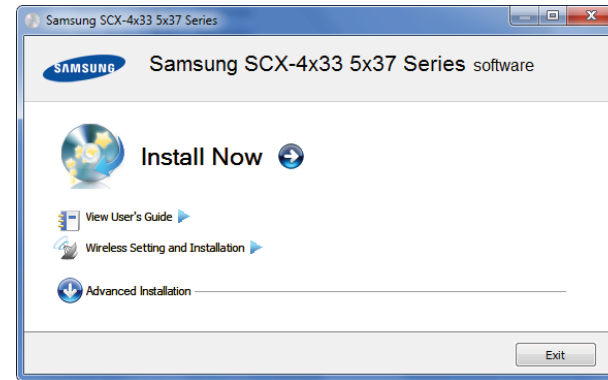 Samsung SCX-4x33 5x37 Series
SAMSUNG Samsung SCX-4x33 5x37 Series software
Install Now
View User's Guide
Wireless Setting and Installation
Advanced Installation
Exit